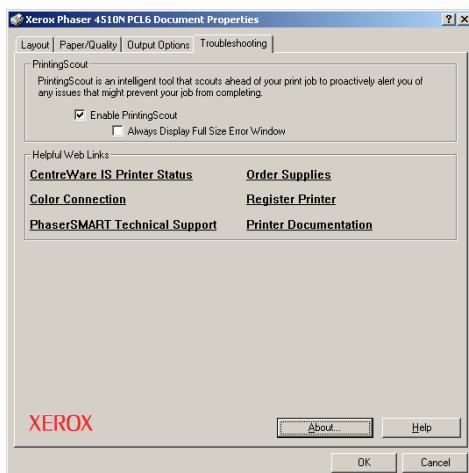 Xerox Phaser 4510N PCL6 Document Properties
Layout Paper/Quality Output Options Troubleshooting
PrintingScout
PrintingScout is an intelligent tool that scouts ahead of your print job to proactively alert you of
any issues that might prevent your job from completing.
Enable PrintingScout
Always Display Full Size Error Window
Helpful Web Links
CentreWare IS Printer Status Order Supplies
Color Connection Register Printer
PhaserSMART Technical Support Printer Documentation
XEROX About... Help
OK Cancel